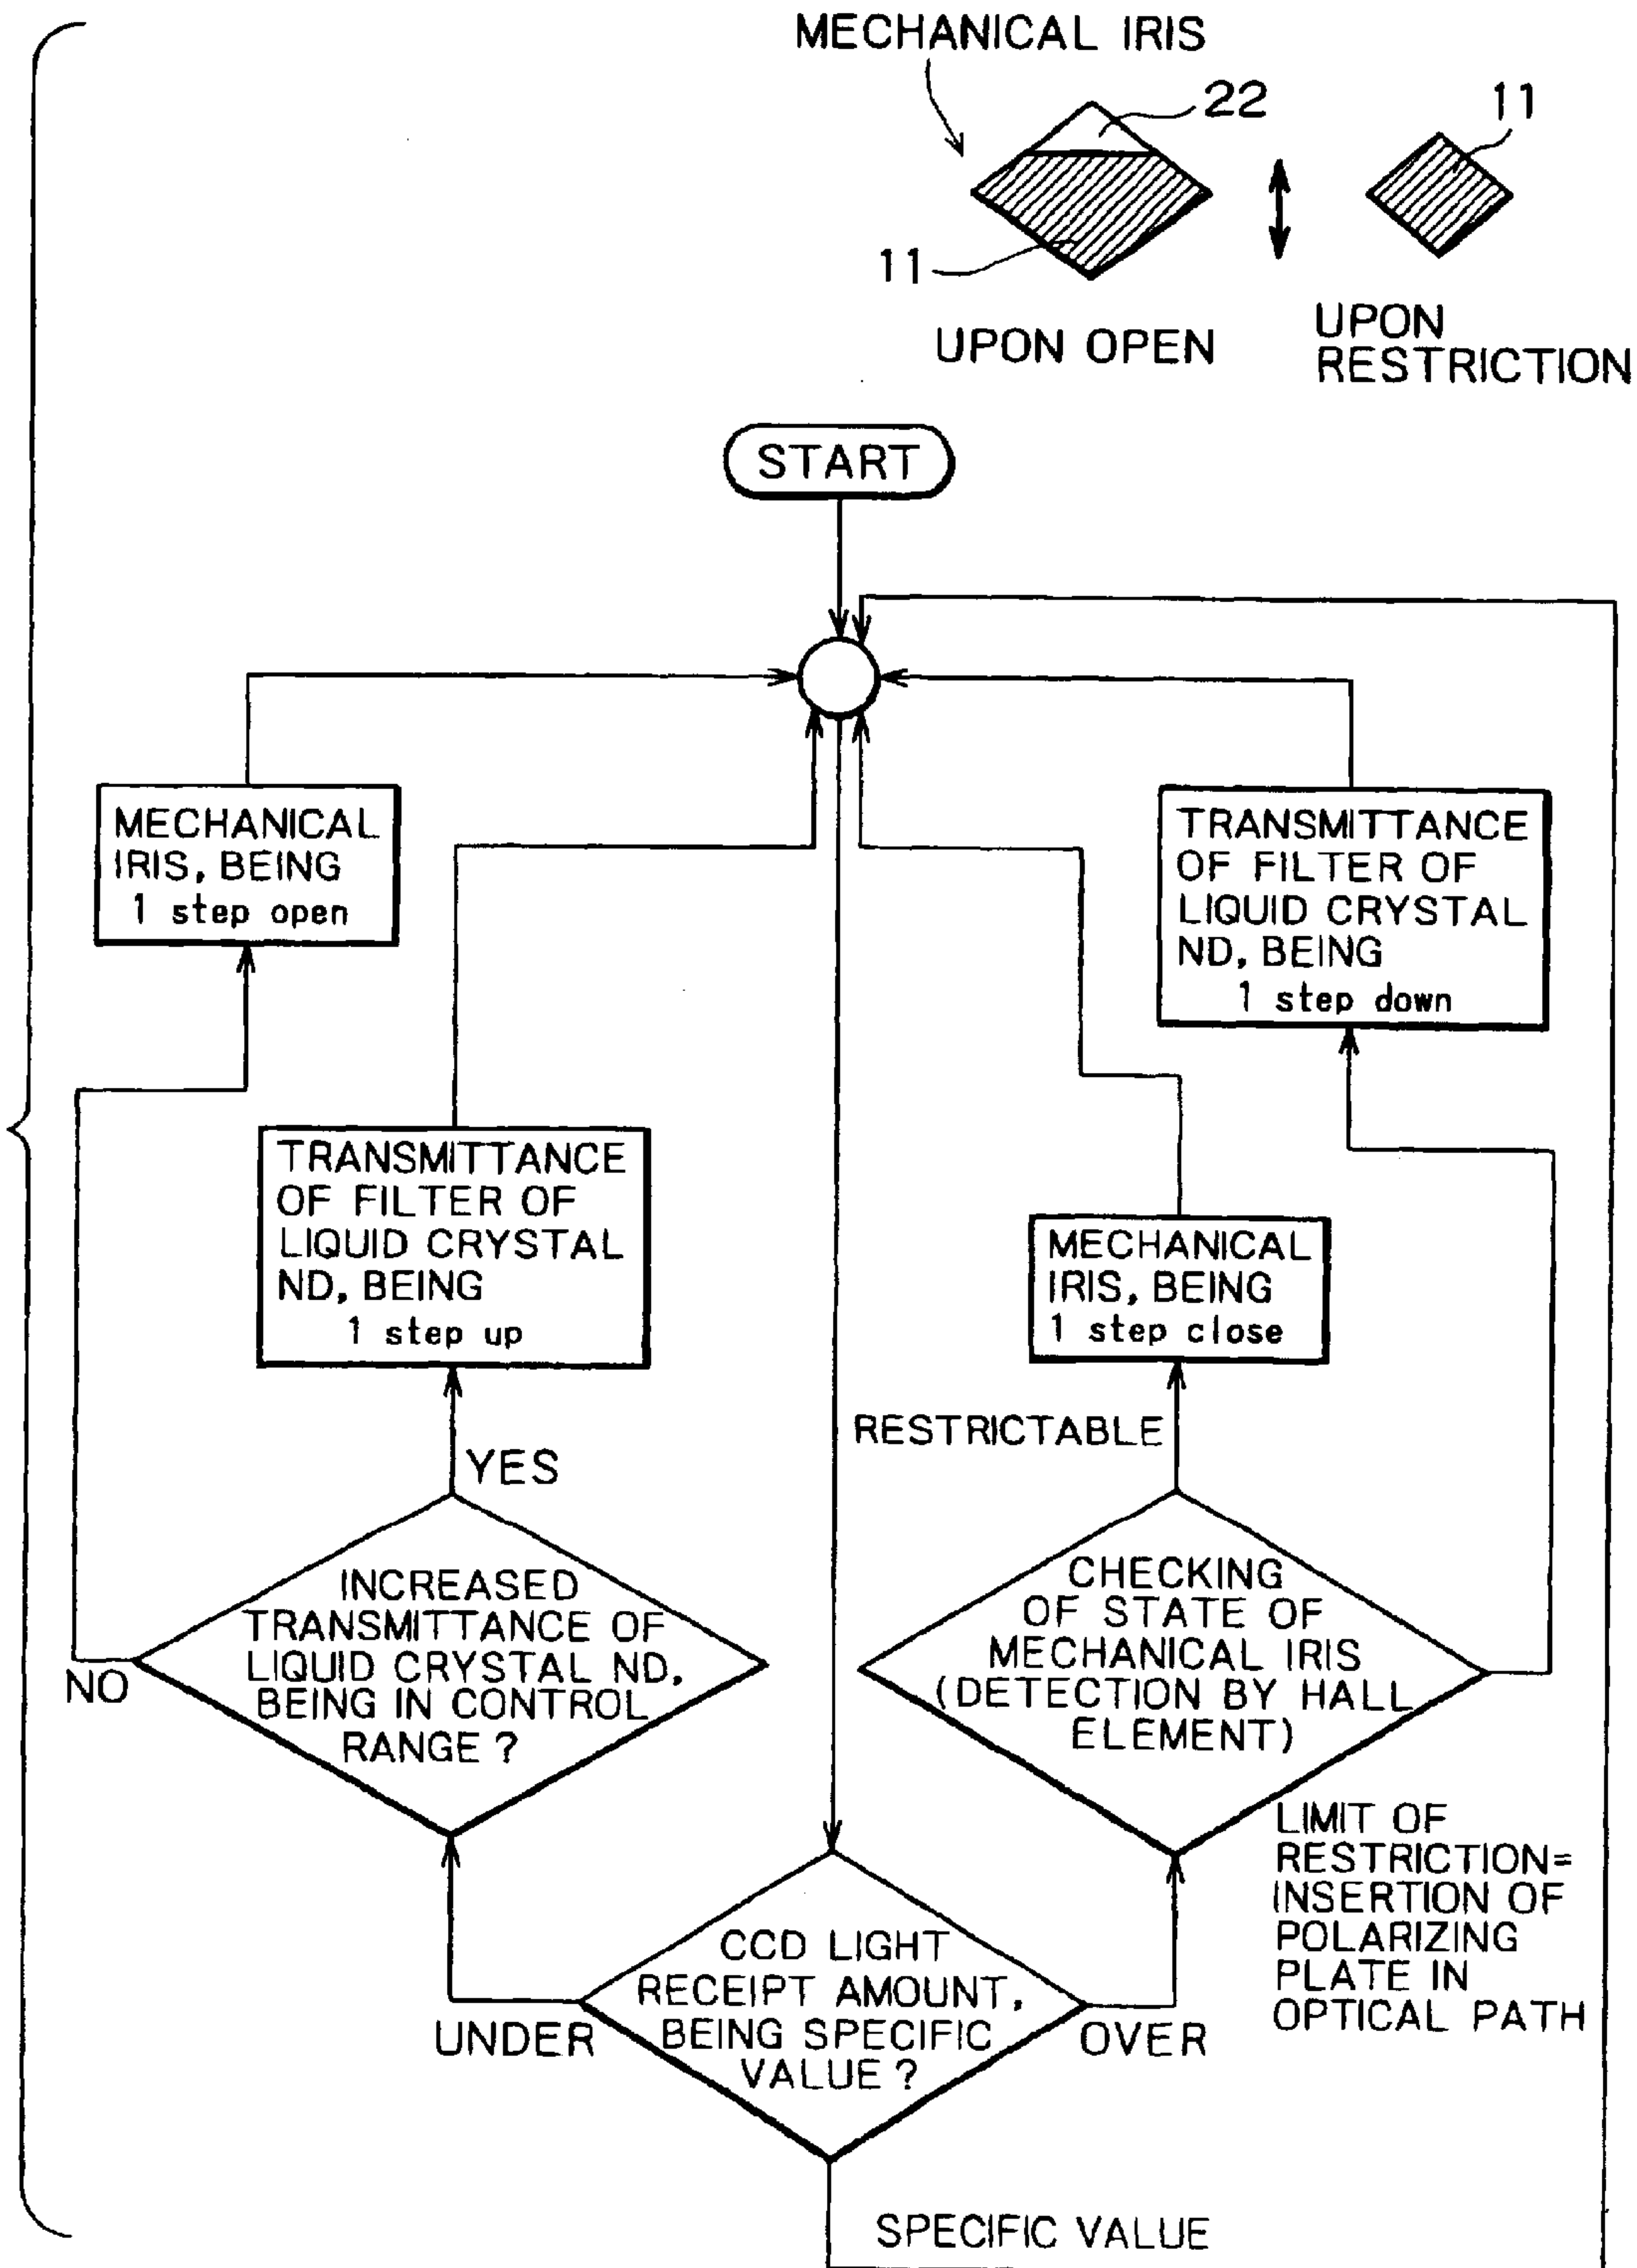 MECHANICAL IRIS
22
11
11
UPON OPEN
UPON
RESTRICTION
START
MECHANICAL
IRIS, BEING
1 step open
TRANSMITTANCE
OF FILTER OF
LIQUID CRYSTAL
ND, BEING
1 step down
TRANSMITTANCE
OF FILTER OF
LIQUID CRYSTAL
ND, BEING
1 step up
MECHANICAL
IRIS, BEING
1 step close
RESTRICTABLE
YES
INCREASED
TRANSMITTANCE OF
LIQUID CRYSTAL ND,
BEING IN CONTROL
RANGE ?
NO
CHECKING
OF STATE OF
MECHANICAL IRIS
(DETECTION BY HALL
ELEMENT)
LIMIT OF
RESTRICTION=
INSERTION OF
POLARIZING
PLATE IN
OPTICAL PATH
CCD LIGHT
RECEIPT AMOUNT,
BEING SPECIFIC
VALUE ?
UNDER
OVER
SPECIFIC VALUE